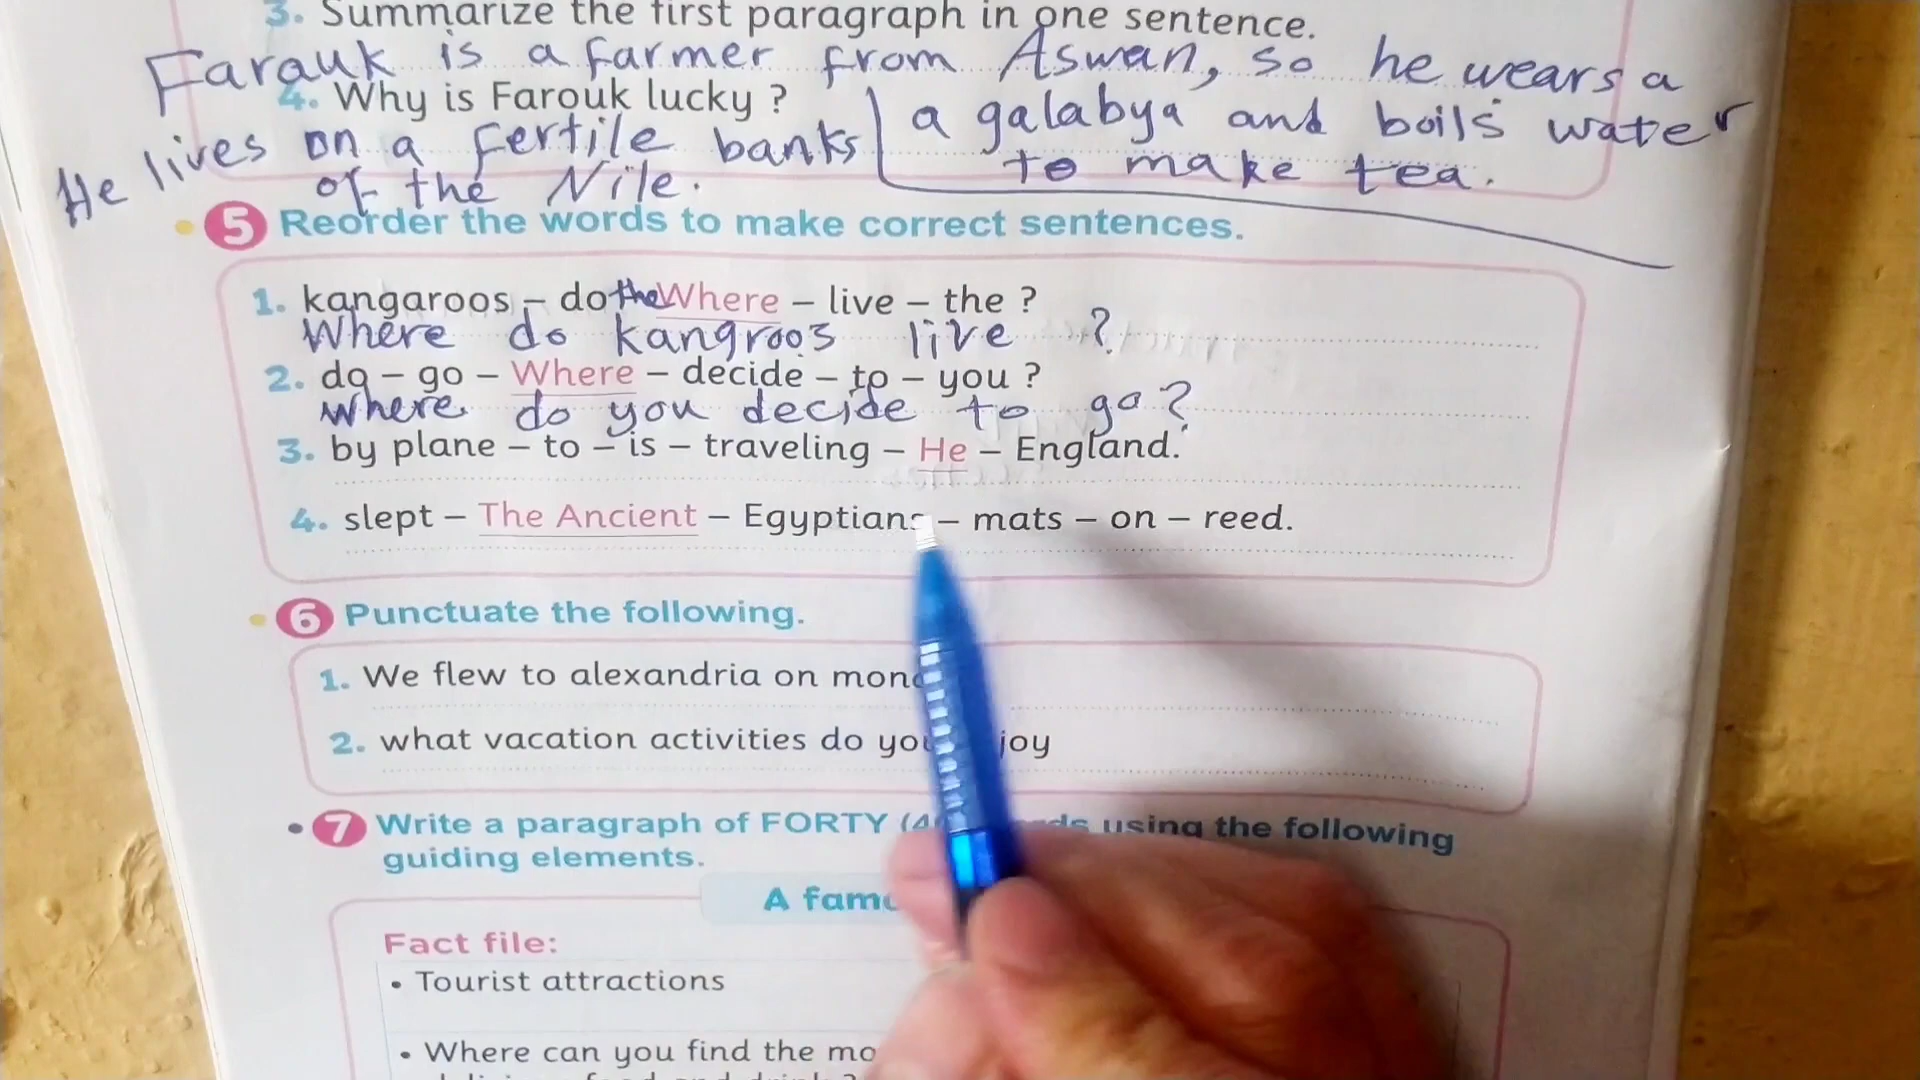 3. Summarize the first paragraph in one sentence.
Farauk is a farmer from Aswan, so he wears a
a galabya and boils water
to make tea.
4. Why is Farouk lucky ?
He lives on a fertile banks
of the Nile.
5 Reorder the words to make correct sentences.
1. kangaroos – do the Where – live – the ?
Where do kangroos live ?
2. do – go – Where – decide – to – you ?
Where do you decide to go?
3. by plane – to – is – traveling – He – England.
4. slept – The Ancient – Egyptians – mats – on – reed.
6 Punctuate the following.
1. We flew to alexandria on
2. what vacation activities do
7 Write a paragraph of FORTY using the following
guiding elements.
A
Fact file:
• Tourist attractions
• Where can you find the